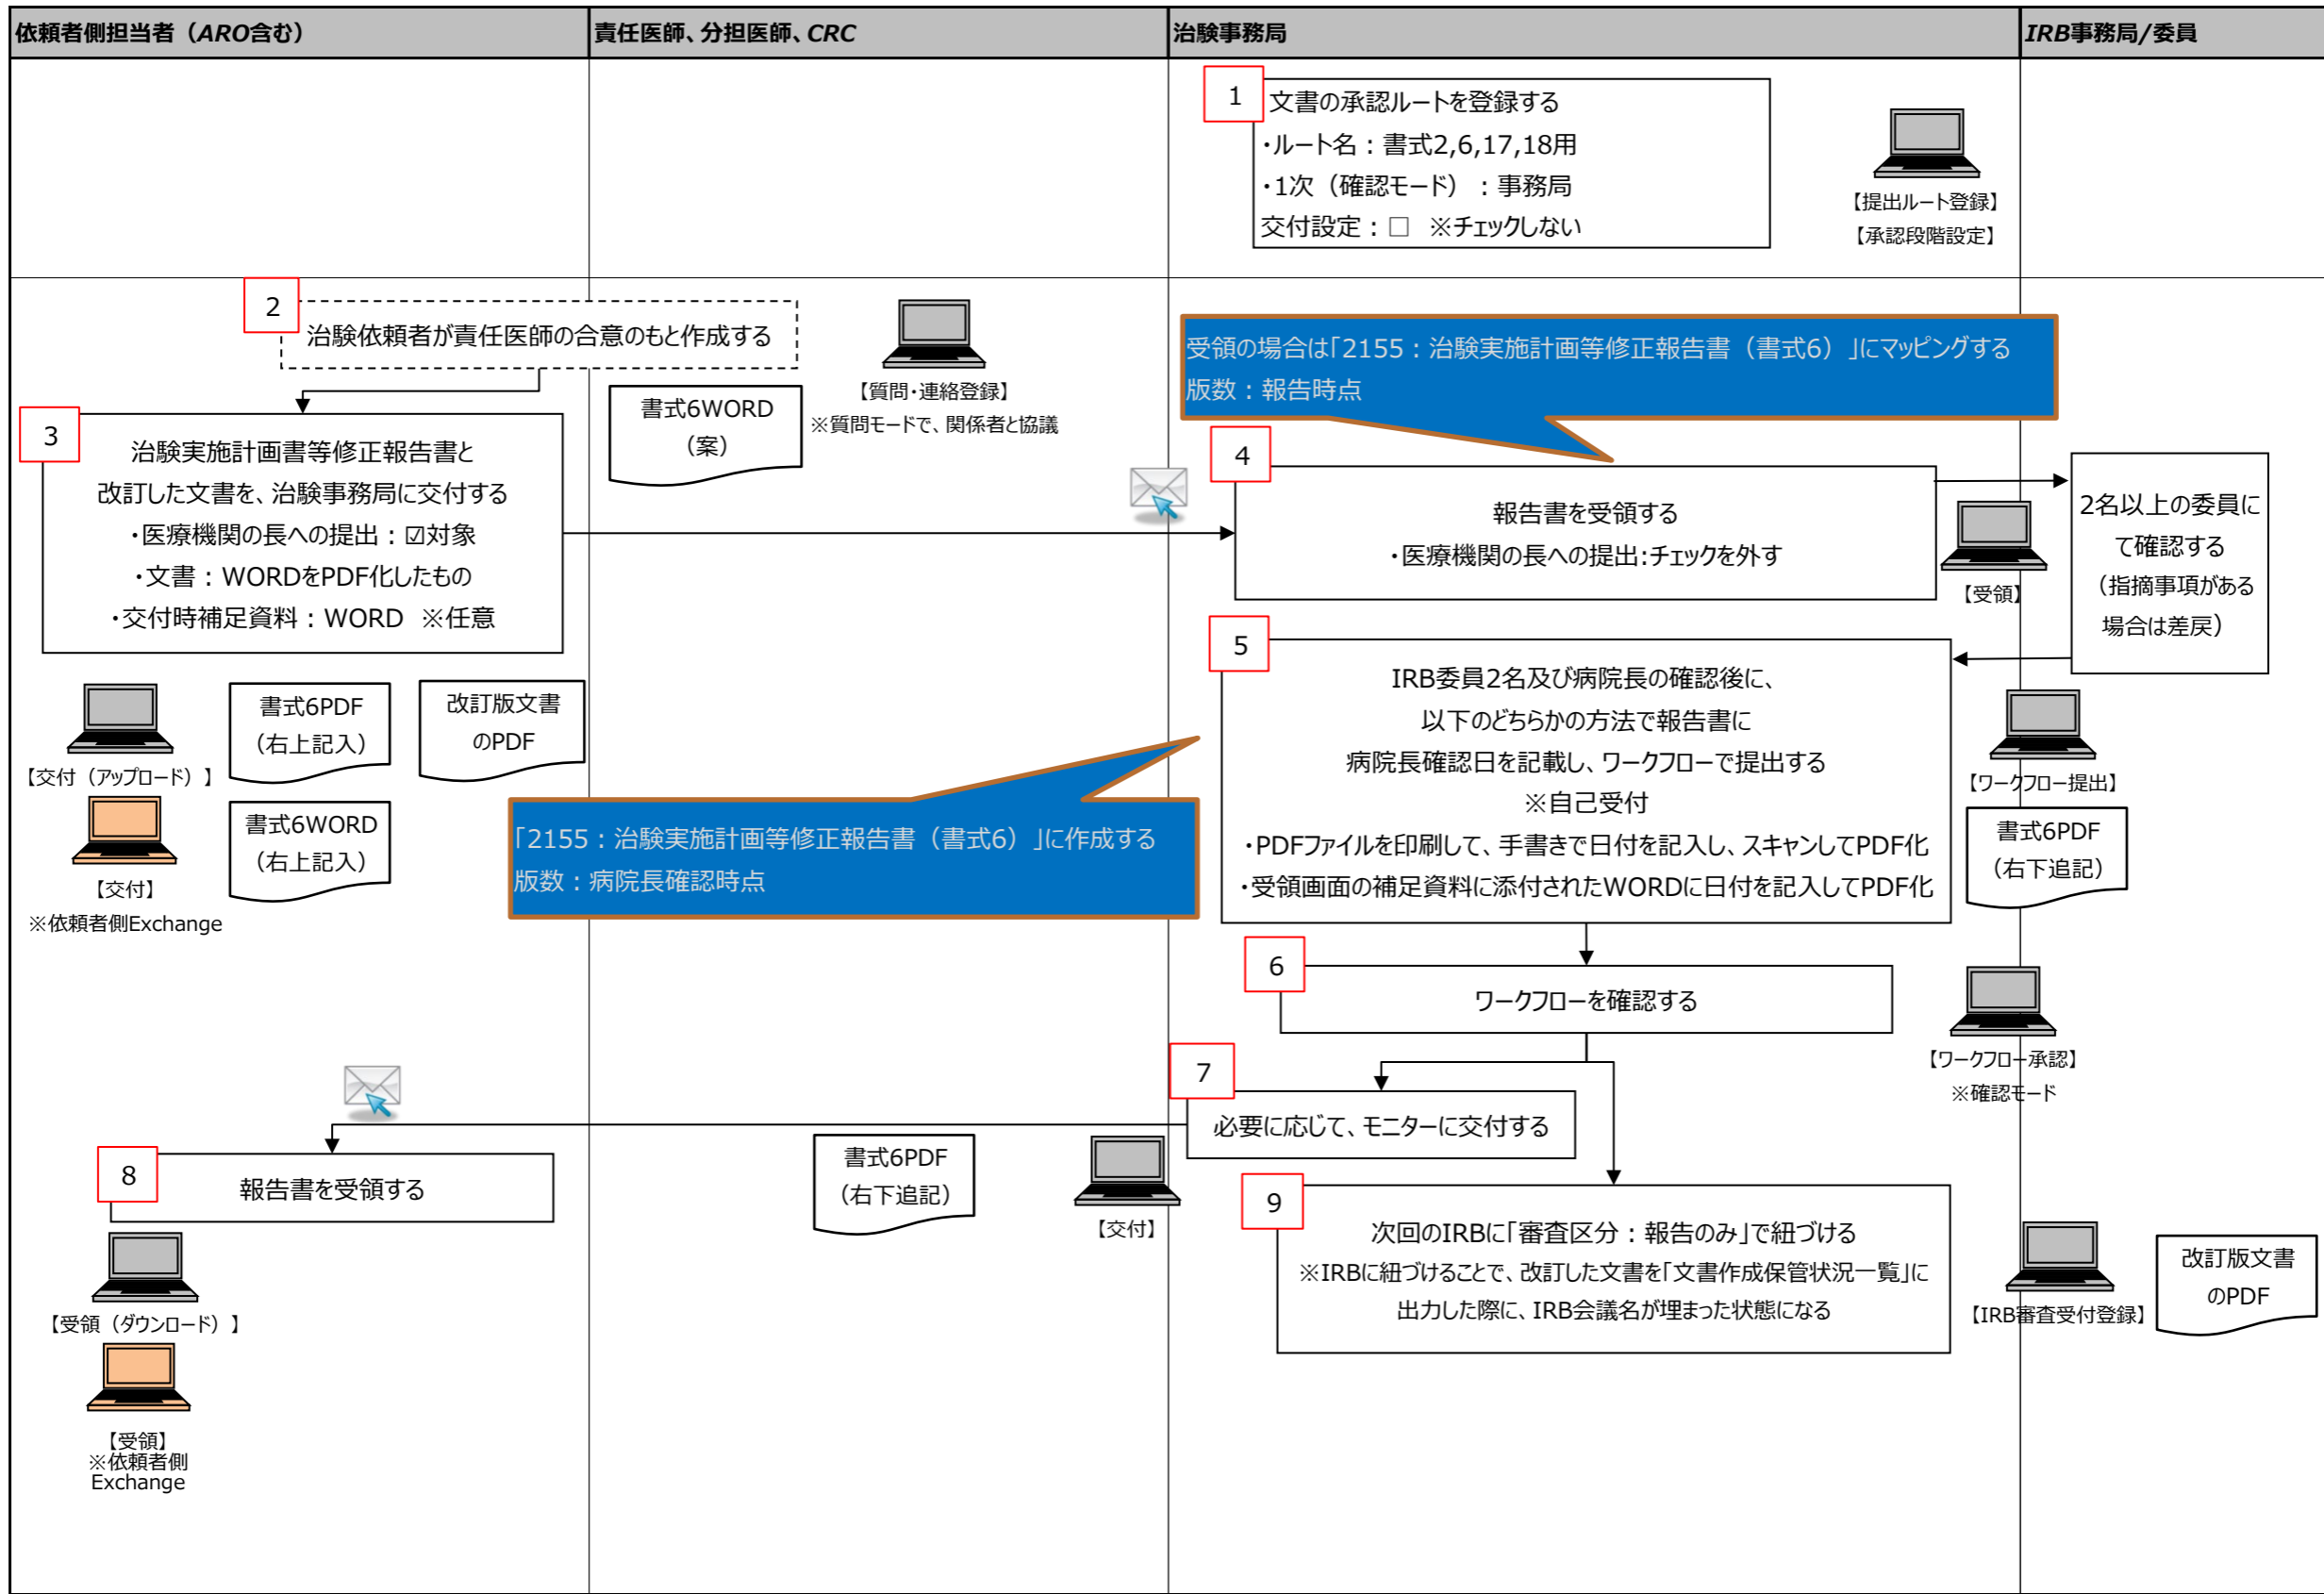 依頼者側担当者（ARO含む）
責任医師、分担医師、CRC
治験事務局
IRB事務局/委員
1
文書の承認ルートを登録する
・ルート名：書式2,6,17,18用
・1次（確認モード）：事務局
交付設定：□　※チェックしない
【提出ルート登録】
【承認段階設定】
2
治験依頼者が責任医師の合意のもと作成する
【質問・連絡登録】
※質問モードで、関係者と協議
書式6WORD
（案）
受領の場合は「2155：治験実施計画等修正報告書（書式6）」にマッピングする
版数：報告時点
3
治験実施計画書等修正報告書と
改訂した文書を、治験事務局に交付する
・医療機関の長への提出：☑対象
・文書：WORDをPDF化したもの
・交付時補足資料：WORD　※任意
4
報告書を受領する
・医療機関の長への提出:チェックを外す
【受領】
2名以上の委員に
て確認する
（指摘事項がある
場合は差戻）
【交付（アップロード）】
書式6PDF
（右上記入）
改訂版文書
のPDF
【交付】
※依頼者側Exchange
書式6WORD
（右上記入）
「2155：治験実施計画等修正報告書（書式6）」に作成する
版数：病院長確認時点
5
IRB委員2名及び病院長の確認後に、
以下のどちらかの方法で報告書に
病院長確認日を記載し、ワークフローで提出する
※自己受付
・PDFファイルを印刷して、手書きで日付を記入し、スキャンしてPDF化
・受領画面の補足資料に添付されたWORDに日付を記入してPDF化
【ワークフロー提出】
書式6PDF
（右下追記）
6
ワークフローを確認する
【ワークフロー承認】
※確認モード
7
必要に応じて、モニターに交付する
書式6PDF
（右下追記）
【交付】
8
報告書を受領する
【受領（ダウンロード）】
【受領】
※依頼者側
Exchange
9
次回のIRBに「審査区分：報告のみ」で紐づける
※IRBに紐づけることで、改訂した文書を「文書作成保管状況一覧」に
出力した際に、IRB会議名が埋まった状態になる
【IRB審査受付登録】
改訂版文書
のPDF